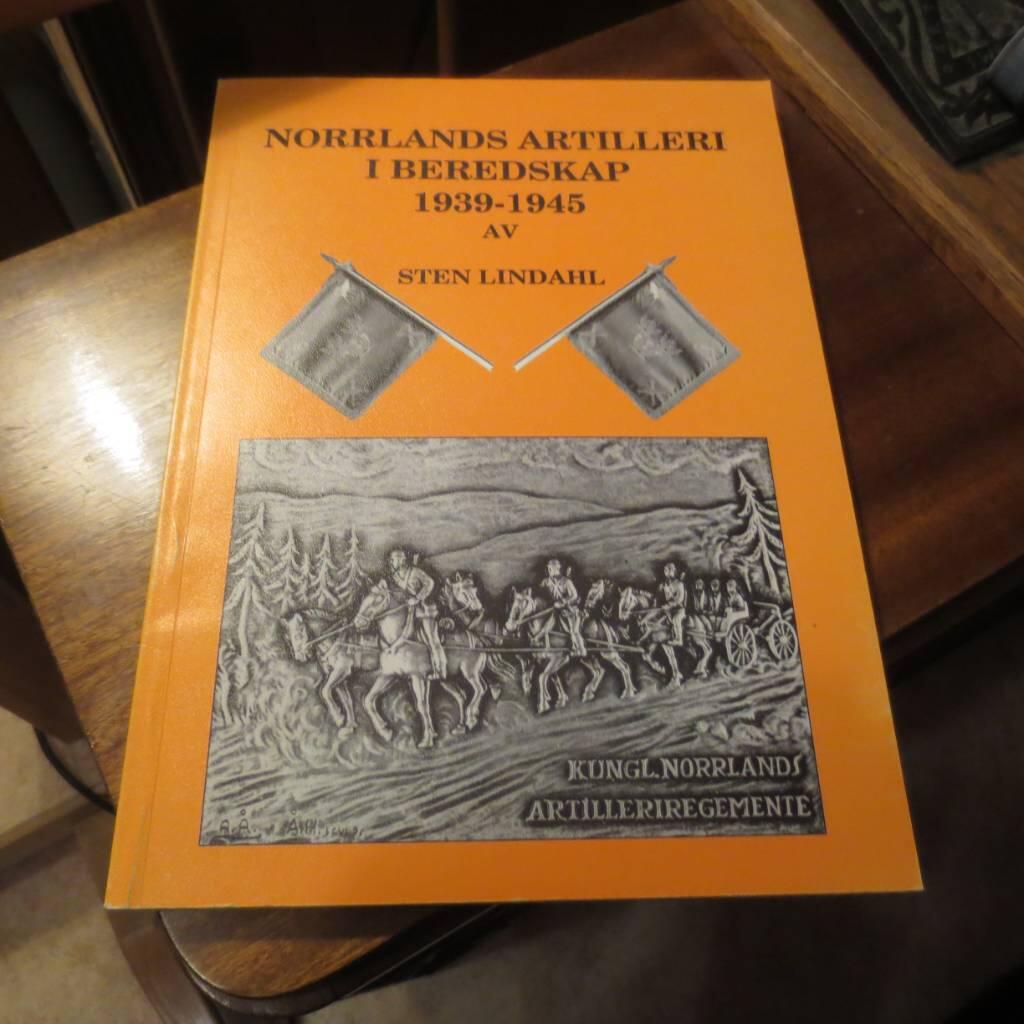 NORRLANDS ARTILLERI
I BEREDSKAP
1939-1945
AV
STEN LINDAHL
KUNGL. NORRLANDS
ARTILLERIREGEMENTE